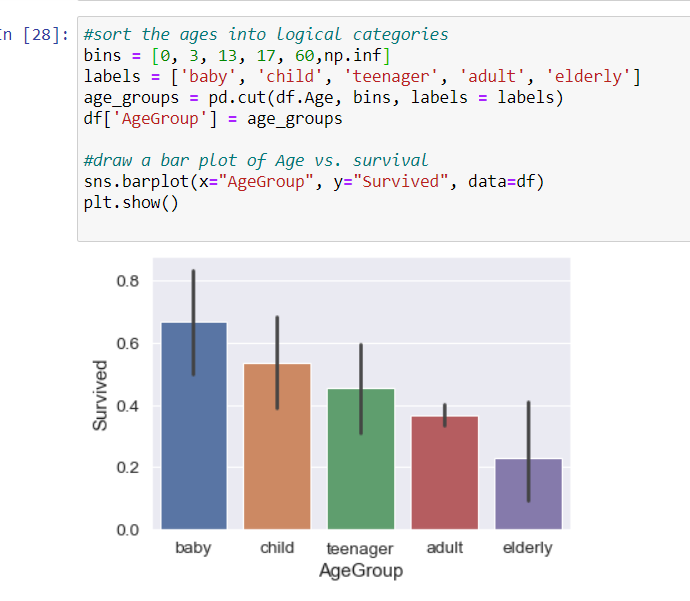 n [28]:
#sort the ages into logical categories
bins = [0, 3, 13, 17, 60,np.inf]
labels = ['baby', 'child', 'teenager', 'adult', 'elderly']
age_groups = pd.cut(df.Age, bins, labels = labels)
df['AgeGroup'] = age_groups
#draw a bar plot of Age vs. survival
sns.barplot(x="AgeGroup", y="Survived", data=df)
plt.show()
0.8
0.6
0.4
0.2
0.0
Survived
baby child teenager adult elderly
AgeGroup